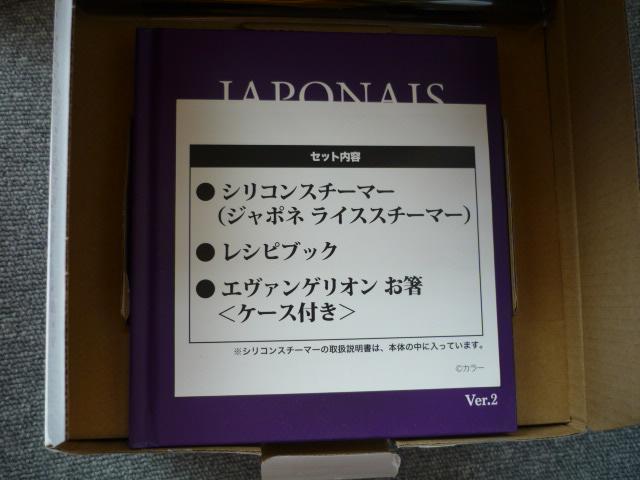 JAPONAIS
セット内容
● シリコンスチーマー
（ジャポネ ライススチーマー）
● レシピブック
● エヴァンゲリオン お箸
＜ケース付き＞
※シリコンスチーマーの取扱説明書は、本体の中に入っています。
©カラー
Ver.2